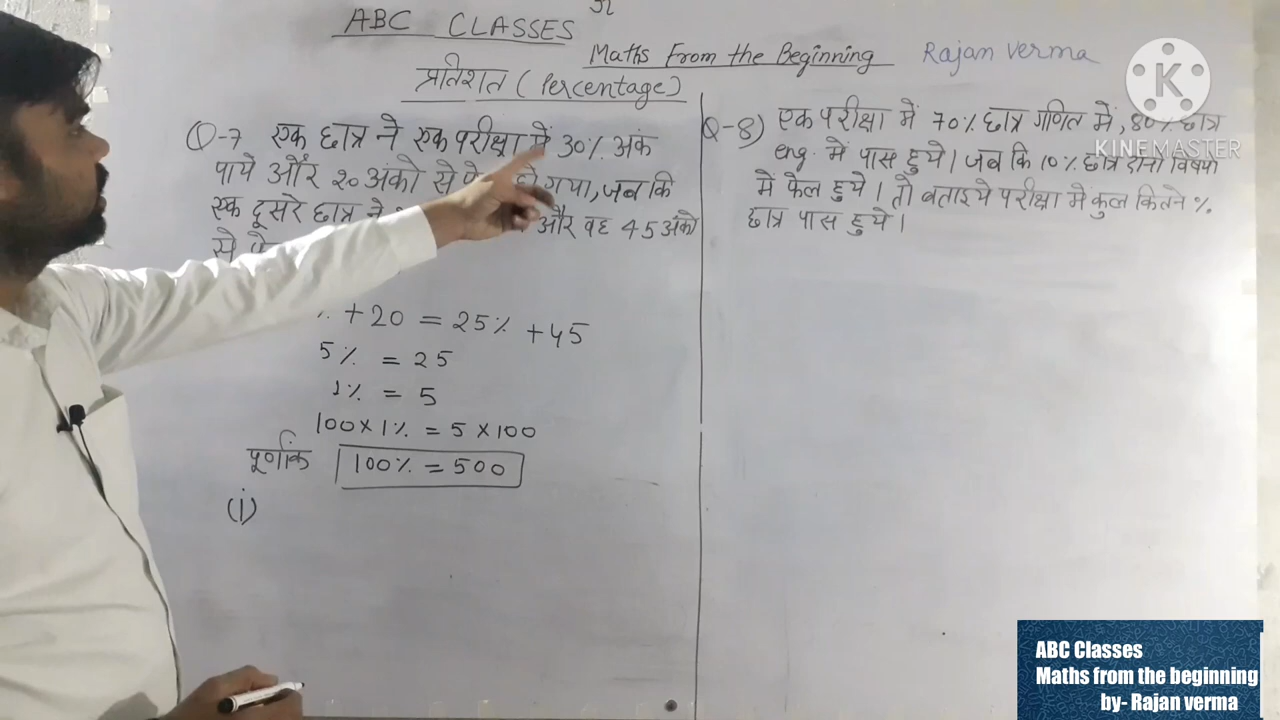 ABC CLASSES
Maths From the Beginning Rajan Verma
प्रतिशत (Percentage)
Q-7 एक छात्र ने एक परीक्षा में 30% अंक
पाये और 20 अंको से गया, जब कि
एक दूसरे छात्र ने और वह 45 अंको
से
% + 20 = 25% + 45
5% = 25
1% = 5
100 × 1% = 5 × 100
पूर्णांक 100% = 500
(i)
Q-8) एक परीक्षा में 70% छात्र गणित में, 80% छात्र
eng. में पास हुये। जब कि 10% छात्र दोनो विषयो
मे फेल हुये। तो बताइये परीक्षा में कुल कितने %
छात्र पास हुये।
K
KINEMASTER
ABC Classes
Maths from the beginning
by- Rajan verma